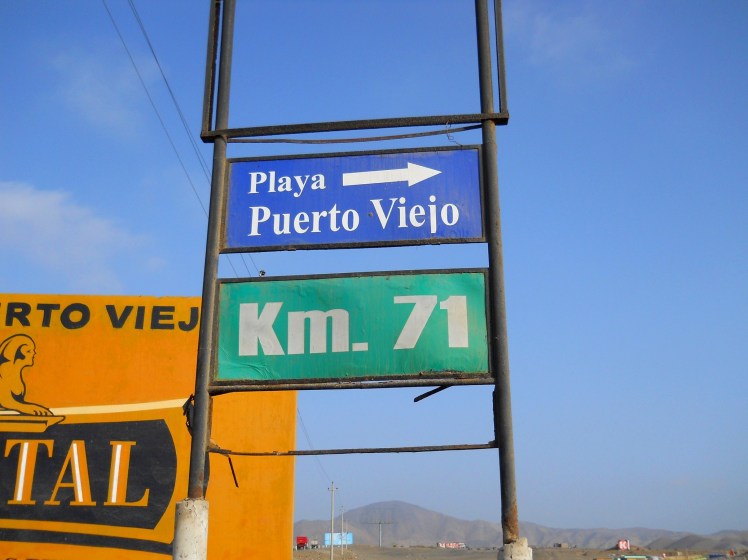 Playa
Puerto Viejo
Km. 71
RTO VIEJ
TAL